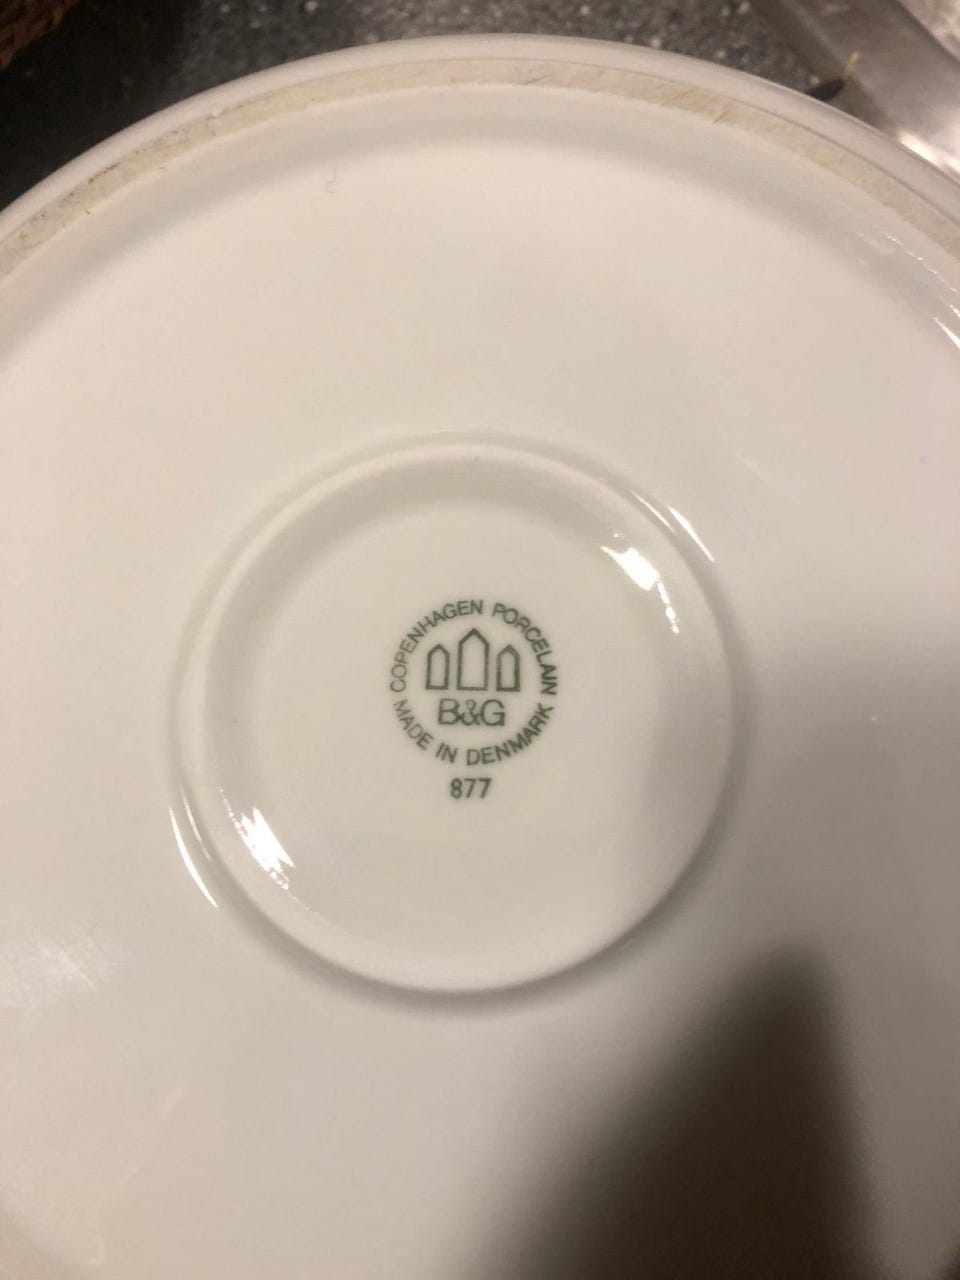 COPENHAGEN PORCELAIN
B&G
MADE IN DENMARK
877